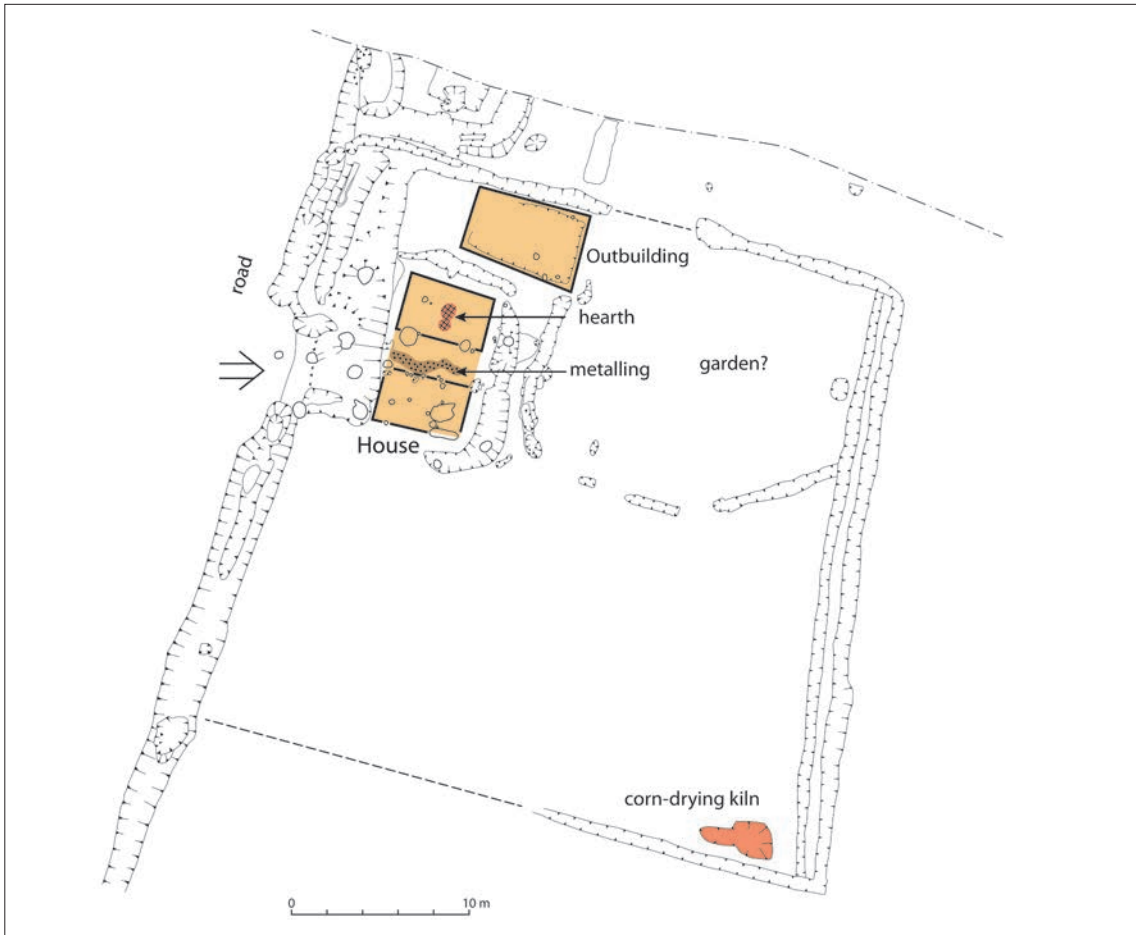 Outbuilding
road
hearth
metalling
garden?
House
corn-drying kiln
0 10 m